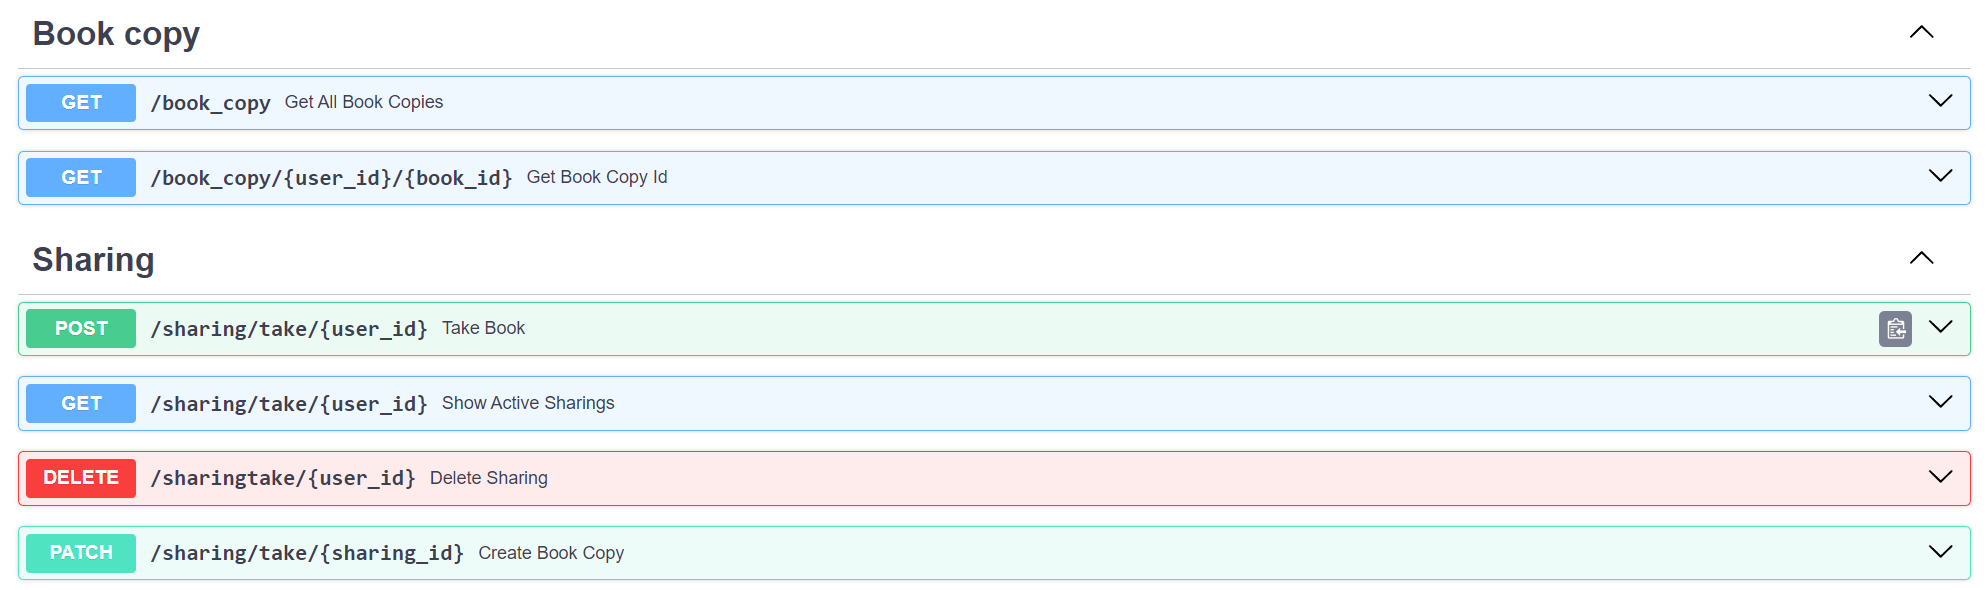 Book copy
GET /book_copy Get All Book Copies
GET /book_copy/{user_id}/{book_id} Get Book Copy Id
Sharing
POST /sharing/take/{user_id} Take Book
GET /sharing/take/{user_id} Show Active Sharings
DELETE /sharingtake/{user_id} Delete Sharing
PATCH /sharing/take/{sharing_id} Create Book Copy